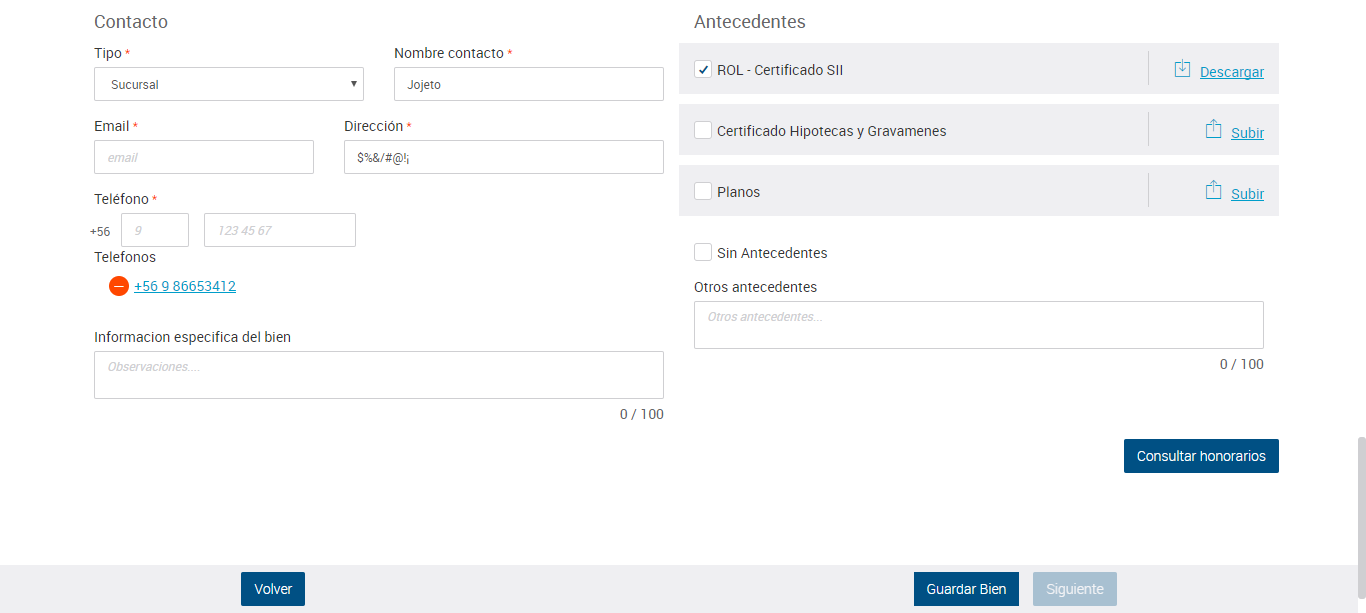 Contacto
Tipo *
Nombre contacto *
Sucursal
Jojeto
Email *
Dirección *
email
$%&/#@!¡
Teléfono *
+56
9
123 45 67
Telefonos
+56 9 86653412
Informacion especifica del bien
Observaciones....
0 / 100
Antecedentes
ROL - Certificado SII
Descargar
Certificado Hipotecas y Gravamenes
Subir
Planos
Subir
Sin Antecedentes
Otros antecedentes
Otros antecedentes...
0 / 100
Consultar honorarios
Volver
Guardar Bien
Siguiente